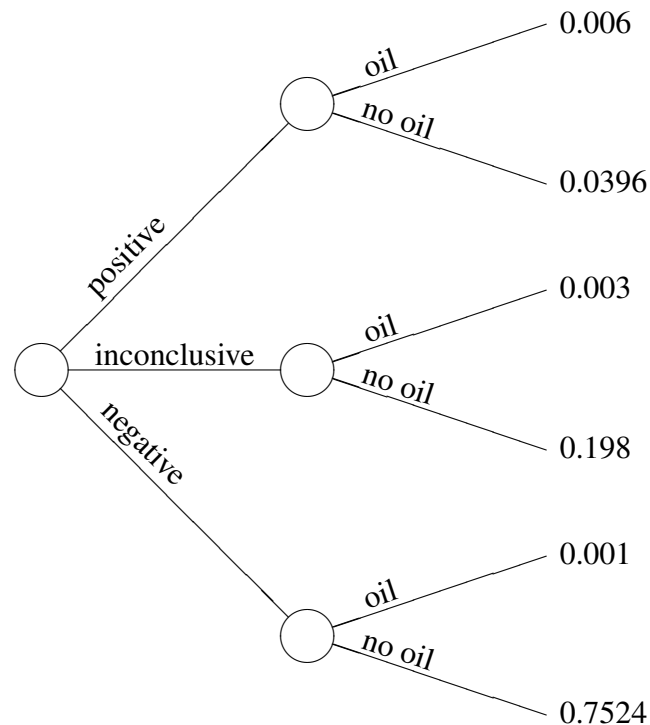 0.006
oil
no oil
0.0396
positive
0.003
oil
inconclusive
no oil
0.198
negative
0.001
oil
no oil
0.7524